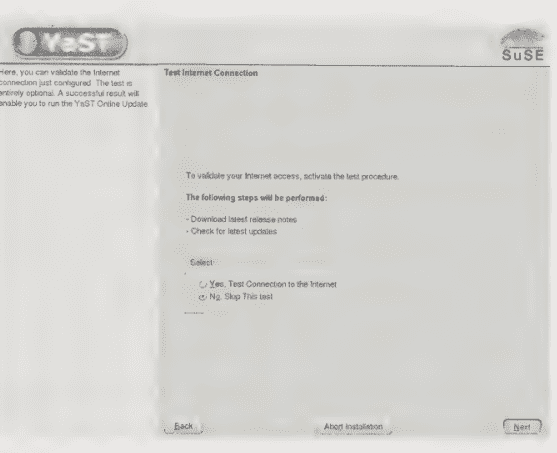 YaST
SuSE
Here, you can validate the Internet
connection just configured. The test is
entirely optional. A successful result will
enable you to run the YaST Online Update
Test Internet Connection
To validate your Internet access, activate the test procedure.
The following steps will be performed:
- Download latest release notes
- Check for latest updates
Select:
Yes, Test Connection to the Internet
No, Skip This test
Back
Abort Installation
Next